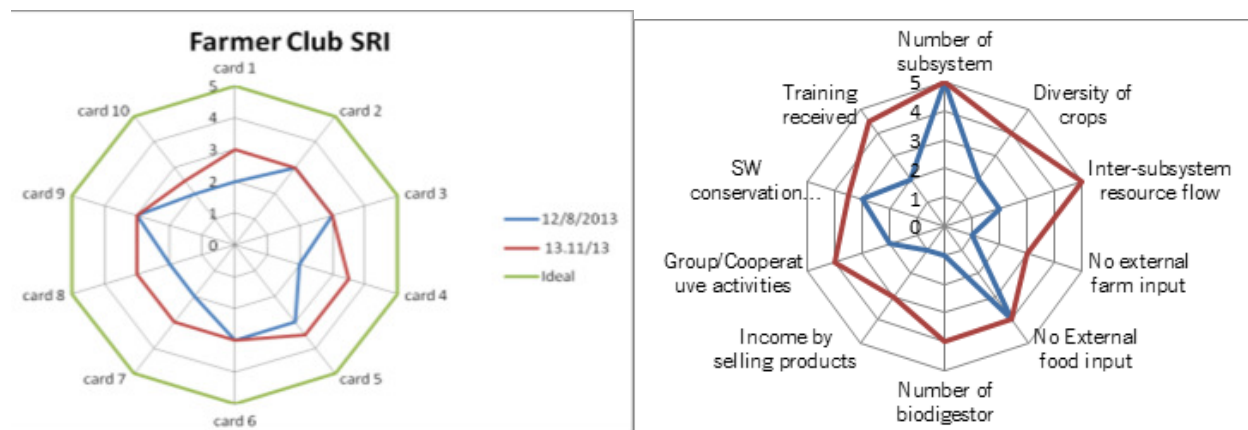 Farmer Club SRI
card 1
card 2
card 3
card 4
card 5
card 6
card 7
card 8
card 9
card 10
5
4
3
2
1
0
12/8/2013
13.11/13
Ideal
Number of
subsystem
Diversity of
crops
Inter-subsystem
resource flow
No external
farm input
No External
food input
Number of
biodigestor
Income by
selling products
Group/Cooperat
uve activities
SW
conservation...
Training
received
5
4
3
2
1
0